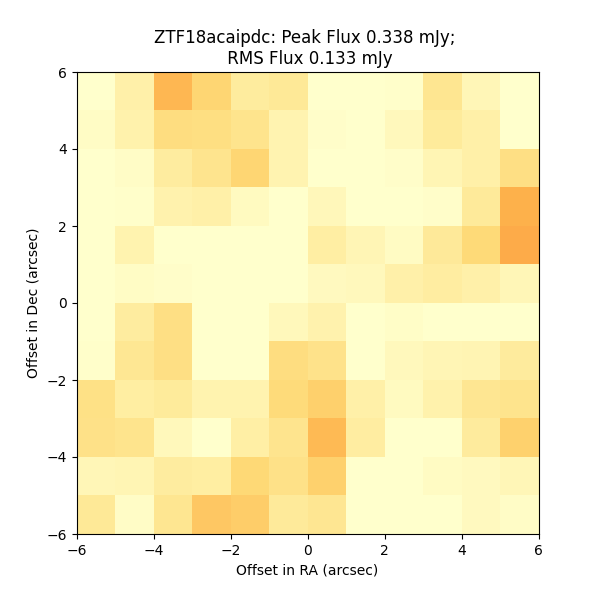 ZTF18acaipdc: Peak Flux 0.338 mJy;
RMS Flux 0.133 mJy
6
4
2
0
−2
−4
−6
Offset in Dec (arcsec)
−6 −4 −2 0 2 4 6
Offset in RA (arcsec)